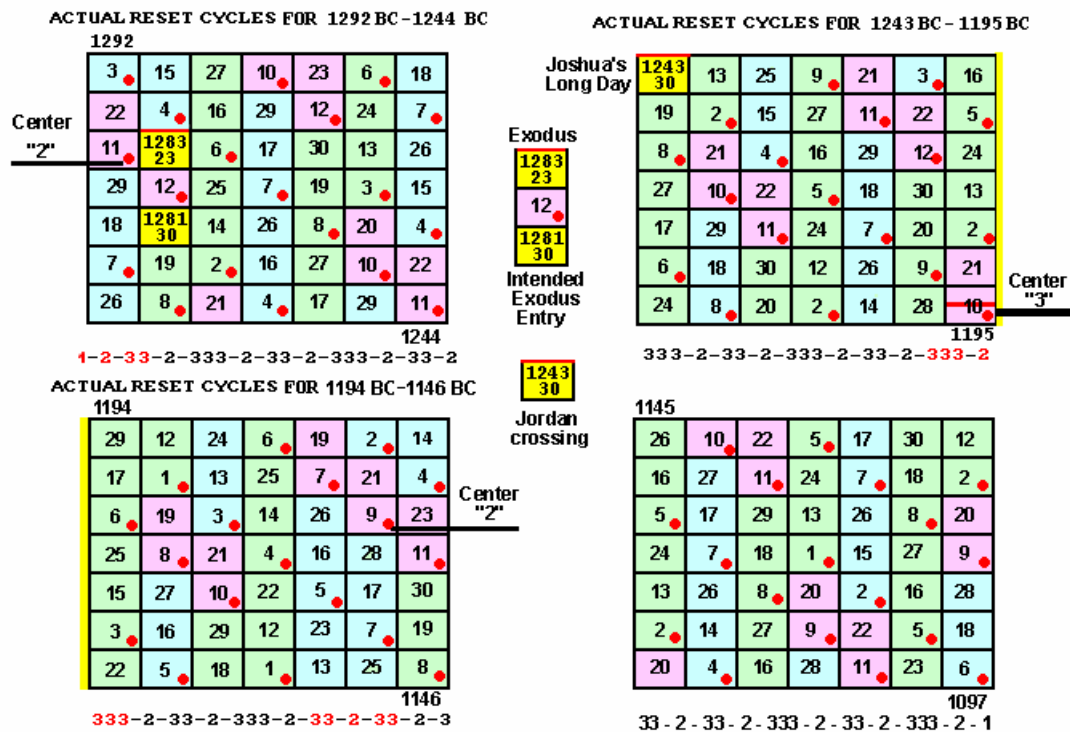 ACTUAL RESET CYCLES FOR 1292 BC-1244 BC
1292
3 15 27 10 23 6 18
22 4 16 29 12 24 7
11 1283 23 6 17 30 13 26
29 12 25 7 19 3 15
18 1281 30 14 26 8 20 4
7 19 2 16 27 10 22
26 8 21 4 17 29 11
1244
1-2-33-2-333-2-333-2-333-2-33-2
Center
"2"
Exodus
1283
23
12
1281
30
Intended
Exodus
Entry
1243
30
Jordan
crossing
ACTUAL RESET CYCLES FOR 1243 BC-1195 BC
Joshua's
Long Day
1243 30 13 25 9 21 3 16
19 2 15 27 11 22 5
8 21 4 16 29 12 24
27 10 22 5 18 30 13
17 29 11 24 7 20 2
6 18 30 12 26 9 21
24 8 20 2 14 28 10
Center
"3"
1195
333-2-33-2-333-2-33-2-333-2
ACTUAL RESET CYCLES FOR 1194 BC-1146 BC
1194
29 12 24 6 19 2 14
17 1 13 25 7 21 4
6 19 3 14 26 9 23
25 8 21 4 16 28 11
15 27 10 22 5 17 30
3 16 29 12 23 7 19
22 5 18 1 13 25 8
Center
"2"
1146
333-2-33-2-333-2-33-2-33-2-3
1145
26 10 22 5 17 30 12
16 27 11 24 7 18 2
5 17 29 13 26 8 20
24 7 18 1 15 27 9
13 26 8 20 2 16 28
2 14 27 9 22 5 18
20 4 16 28 11 23 6
1097
33 - 2 - 33 - 2 - 333 - 2 - 33 - 2 - 333 - 2 - 1